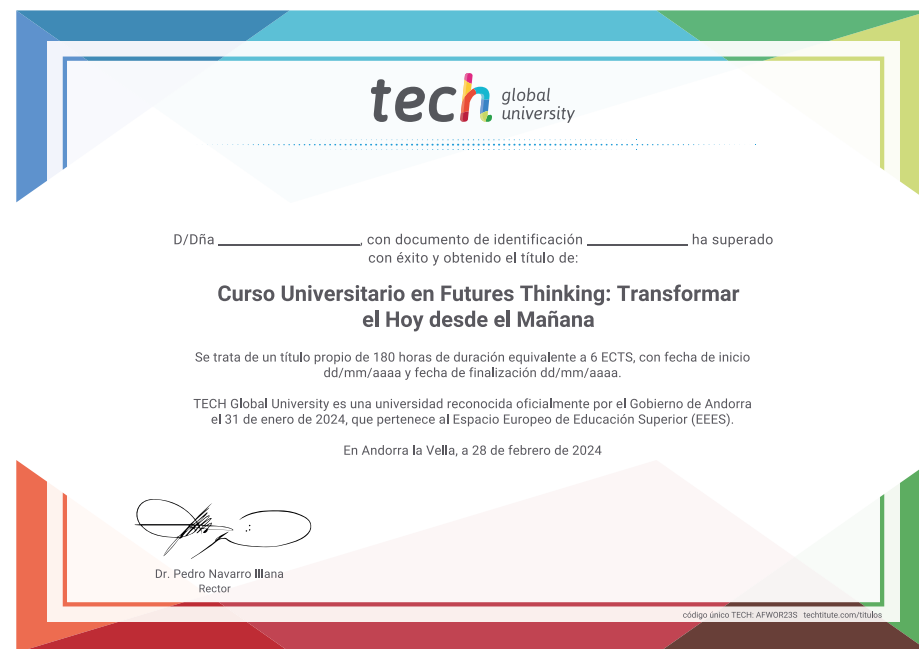 tech global university
D/Dña ____________, con documento de identificación ____________ ha superado
con éxito y obtenido el título de:
Curso Universitario en Futures Thinking: Transformar
el Hoy desde el Mañana
Se trata de un título propio de 180 horas de duración equivalente a 6 ECTS, con fecha de inicio
dd/mm/aaaa y fecha de finalización dd/mm/aaaa.
TECH Global University es una universidad reconocida oficialmente por el Gobierno de Andorra
el 31 de enero de 2024, que pertenece al Espacio Europeo de Educación Superior (EEES).
En Andorra la Vella, a 28 de febrero de 2024
Dr. Pedro Navarro Illana
Rector
código único TECH: AFWOR23S techtitute.com/titulos